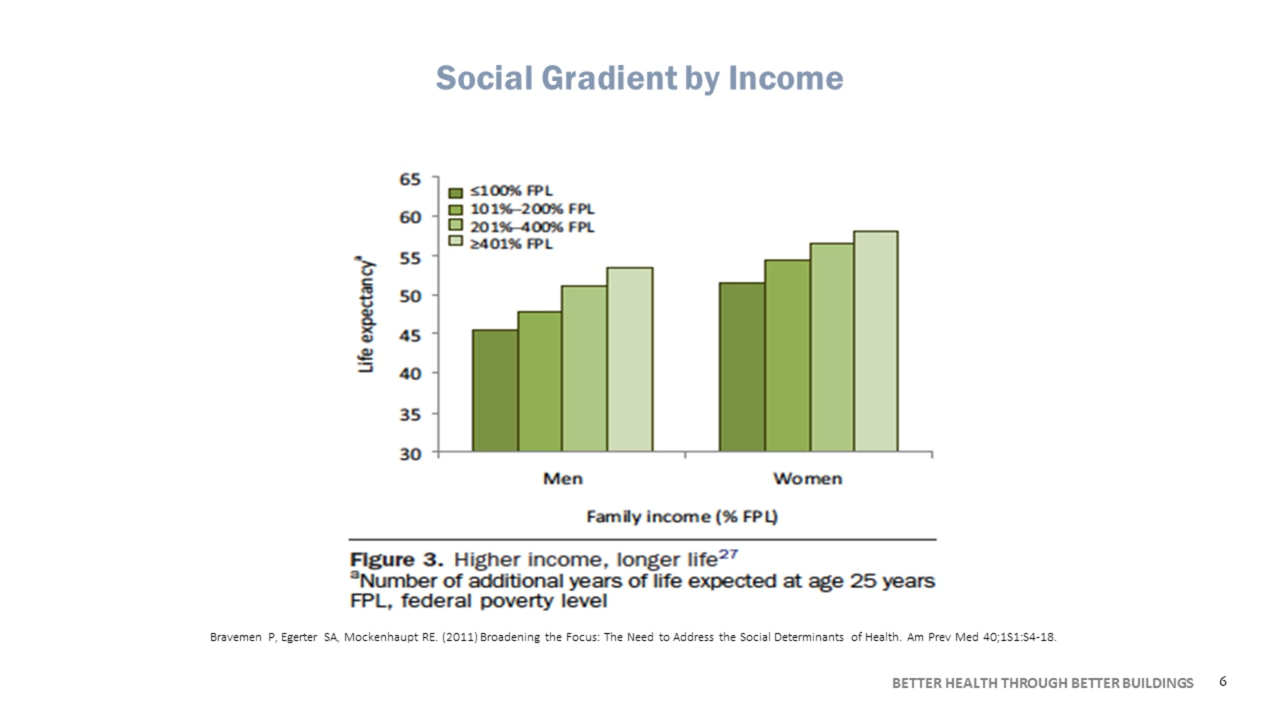 Social Gradient by Income
65
60
55
50
45
40
35
30
≤100% FPL
101%–200% FPL
201%–400% FPL
≥401% FPL
Life expectancyᵃ
Men Women
Family income (% FPL)
Figure 3. Higher income, longer life²⁷
ᵃNumber of additional years of life expected at age 25 years
FPL, federal poverty level
Bravemen P, Egerter SA, Mockenhaupt RE. (2011) Broadening the Focus: The Need to Address the Social Determinants of Health. Am Prev Med 40;1S1:S4-18.
BETTER HEALTH THROUGH BETTER BUILDINGS 6